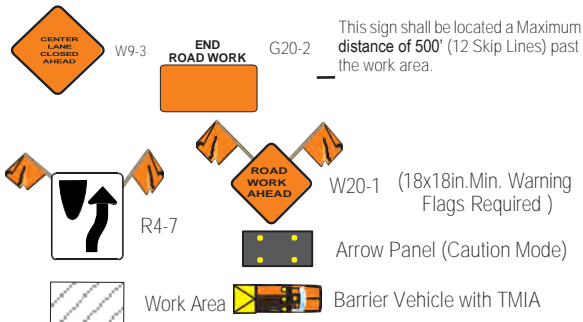 CENTER
LANE
CLOSED
AHEAD
W9-3
END
ROAD WORK
G20-2
This sign shall be located a Maximum
distance of 500' (12 Skip Lines) past
the work area.
R4-7
ROAD
WORK
AHEAD
W20-1
(18x18in.Min. Warning
Flags Required )
Arrow Panel (Caution Mode)
Work Area
Barrier Vehicle with TMIA